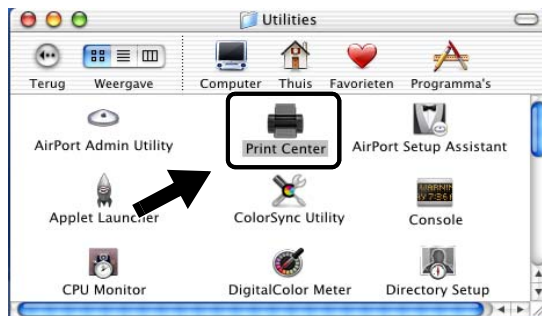 Utilities
Terug Weergave Computer Thuis Favorieten Programma's
AirPort Admin Utility Print Center AirPort Setup Assistant
Applet Launcher ColorSync Utility Console
CPU Monitor DigitalColor Meter Directory Setup